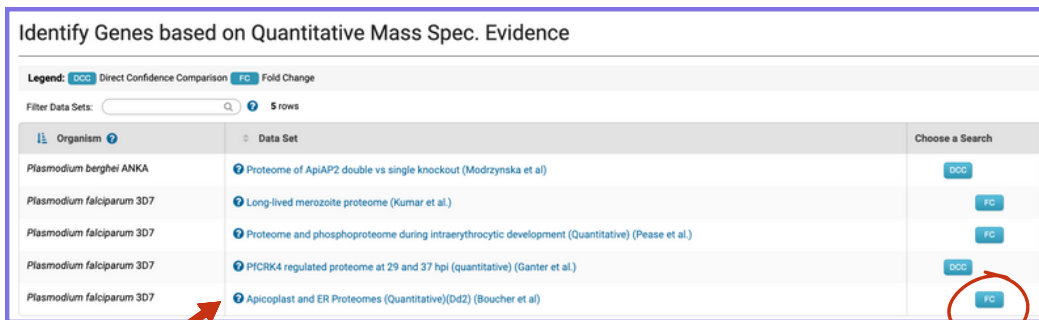 Identify Genes based on Quantitative Mass Spec. Evidence
Legend: DCC Direct Confidence Comparison FC Fold Change
Filter Data Sets: ? 5 rows
Organism ? Data Set Choose a Search
Plasmodium berghei ANKA ? Proteome of ApiAP2 double vs single knockout (Modrzynska et al) DCC
Plasmodium falciparum 3D7 ? Long-lived merozoite proteome (Kumar et al.) FC
Plasmodium falciparum 3D7 ? Proteome and phosphoproteome during intraerythrocytic development (Quantitative) (Pease et al.) FC
Plasmodium falciparum 3D7 ? PfCRK4 regulated proteome at 29 and 37 hpi (quantitative) (Ganter et al.) DCC
Plasmodium falciparum 3D7 ? Apicoplast and ER Proteomes (Quantitative)(Dd2) (Boucher et al) FC